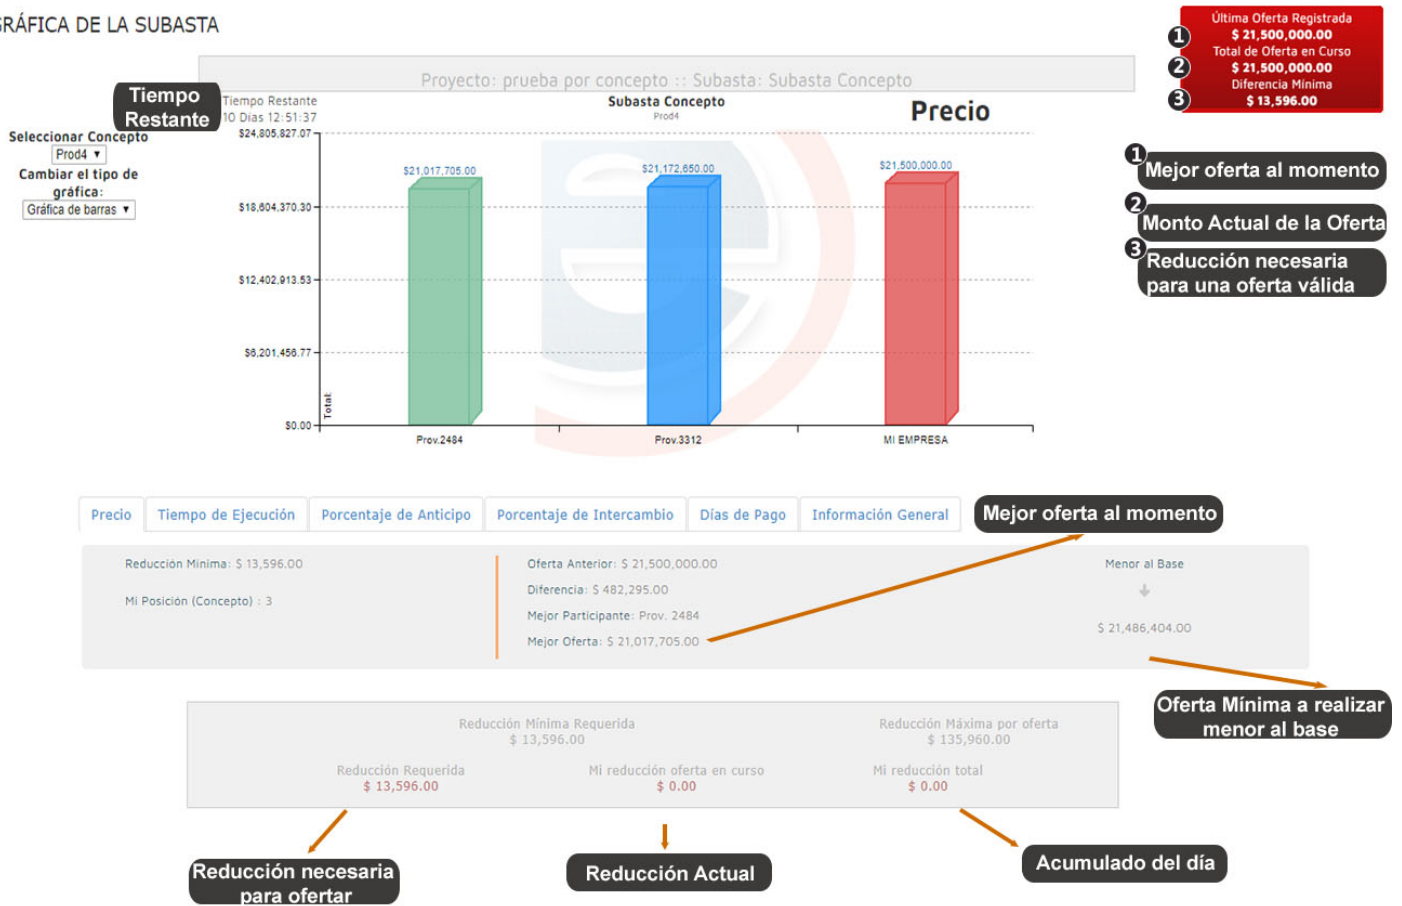 GRÁFICA DE LA SUBASTA
Última Oferta Registrada
1 $ 21,500,000.00
Total de Oferta en Curso
2 $ 21,500,000.00
Diferencia Mínima
3 $ 13,596.00
Proyecto: prueba por concepto :: Subasta: Subasta Concepto
Tiempo
Restante
Tiempo Restante
10 Dias 12:51:37
Subasta Concepto
Prod4
Precio
Seleccionar Concepto
Prod4 ▼
Cambiar el tipo de
gráfica:
Gráfica de barras ▼
$24,805,827.07
$18,604,370.30
$12,402,913.53
$6,201,456.77
$0.00
Total:
$21,017,705.00
$21,172,650.00
$21,500,000.00
Prov.2484
Prov.3312
MI EMPRESA
1
Mejor oferta al momento
2
Monto Actual de la Oferta
3
Reducción necesaria
para una oferta válida
Precio
Tiempo de Ejecución
Porcentaje de Anticipo
Porcentaje de Intercambio
Días de Pago
Información General
Mejor oferta al momento
Reducción Mínima: $ 13,596.00
Mi Posición (Concepto) : 3
Oferta Anterior: $ 21,500,000.00
Diferencia: $ 482,295.00
Mejor Participante: Prov. 2484
Mejor Oferta: $ 21,017,705.00
Menor al Base
$ 21,486,404.00
Oferta Mínima a realizar
menor al base
Reducción Mínima Requerida
$ 13,596.00
Reducción Máxima por oferta
$ 135,960.00
Reducción Requerida
$ 13,596.00
Mi reducción oferta en curso
$ 0.00
Mi reducción total
$ 0.00
Reducción necesaria
para ofertar
Reducción Actual
Acumulado del día